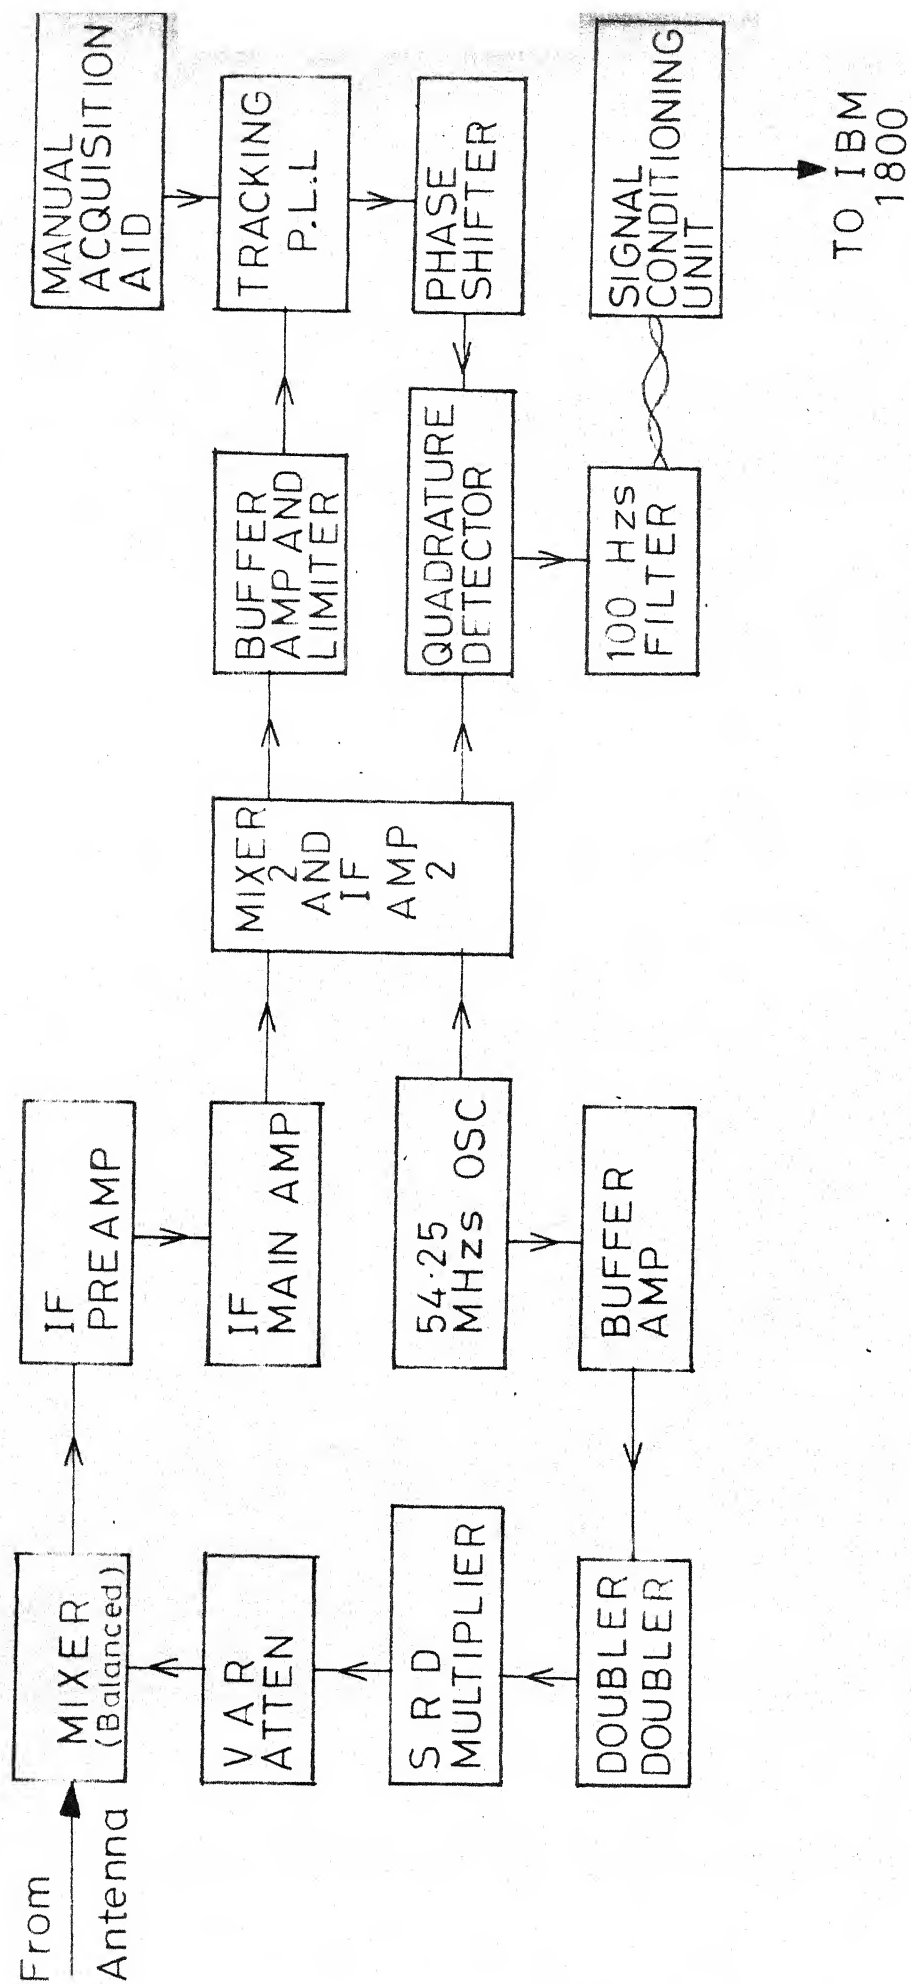 From
Antenna
MIXER
(Balanced)
IF
PREAMP
IF
MAIN AMP
MIXER
2
AND
IF
AMP
2
BUFFER
AMP AND
LIMITER
MANUAL
ACQUISITION
AID
TRACKING
P.L.L
PHASE
SHIFTER
QUADRATURE
DETECTOR
100 Hzs
FILTER
SIGNAL
CONDITIONING
UNIT
TO IBM
1800
54·25
MHzs OSC
BUFFER
AMP
DOUBLER
DOUBLER
S R D
MULTIPLIER
V A R
ATTEN